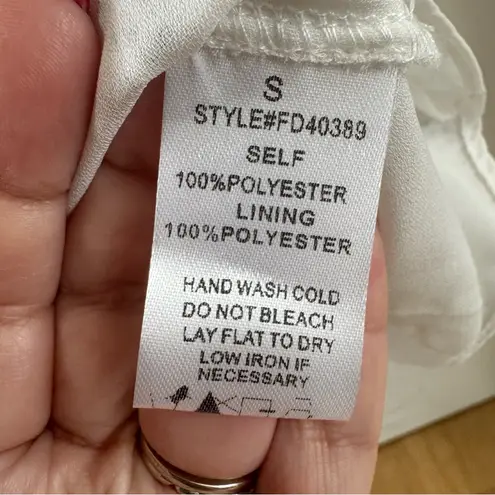 S
STYLE#FD40389
SELF
100%POLYESTER
LINING
100%POLYESTER
HAND WASH COLD
DO NOT BLEACH
LAY FLAT TO DRY
LOW IRON IF
NECESSARY